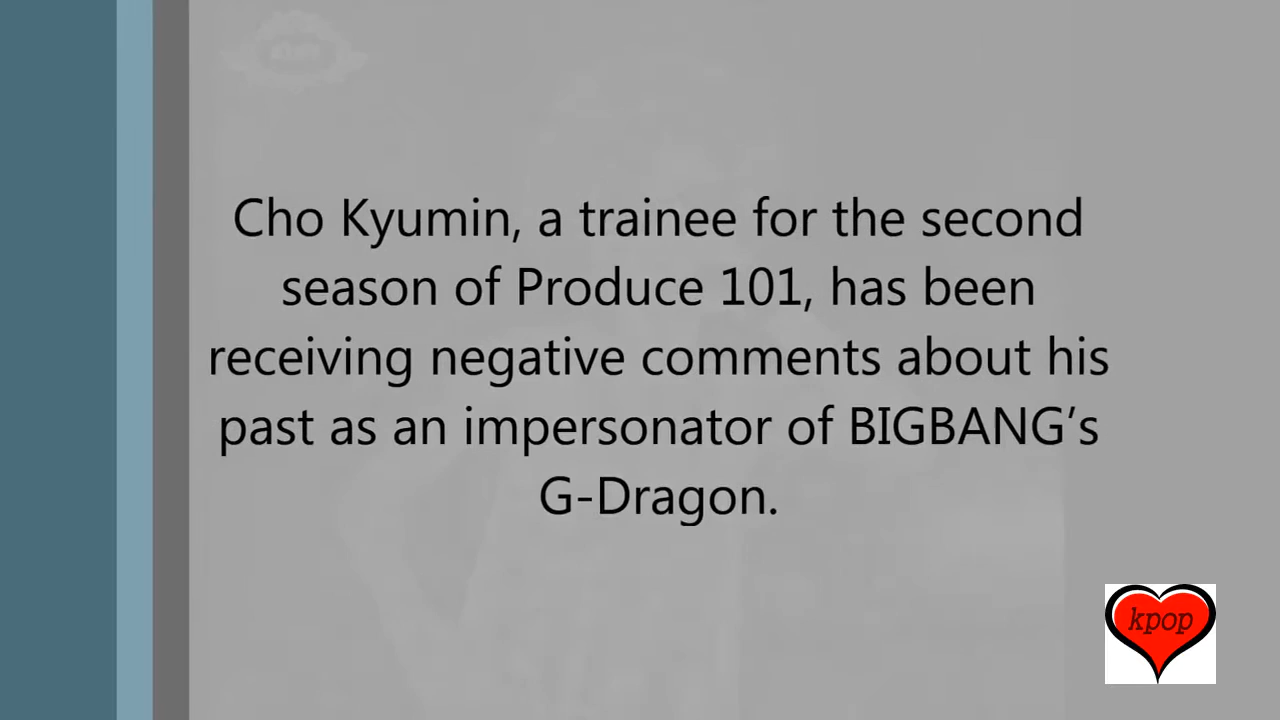 Cho Kyumin, a trainee for the second
season of Produce 101, has been
receiving negative comments about his
past as an impersonator of BIGBANG’s
G-Dragon.
kpop